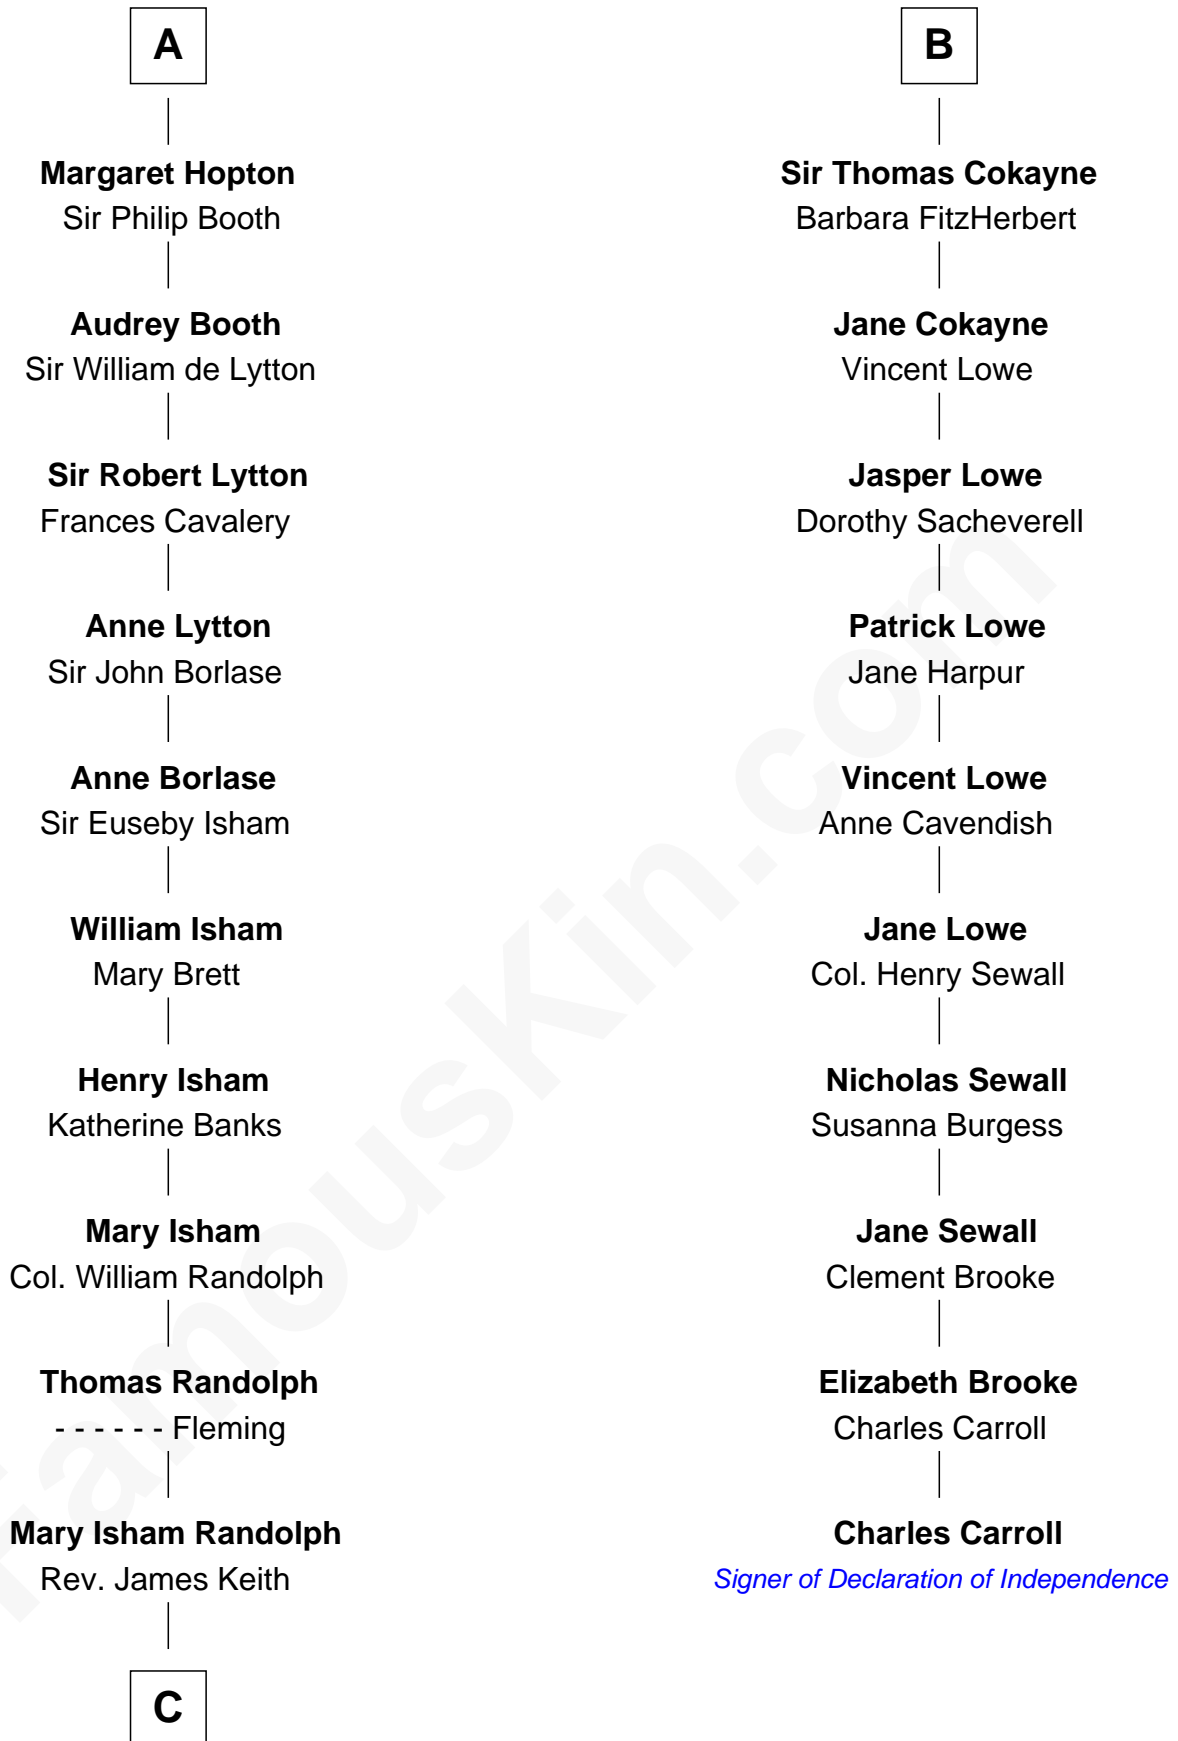 A
Margaret Hopton
Sir Philip Booth
Audrey Booth
Sir William de Lytton
Sir Robert Lytton
Frances Cavalery
Anne Lytton
Sir John Borlase
Anne Borlase
Sir Euseby Isham
William Isham
Mary Brett
Henry Isham
Katherine Banks
Mary Isham
Col. William Randolph
Thomas Randolph
- - - - - - Fleming
Mary Isham Randolph
Rev. James Keith
C
B
Sir Thomas Cokayne
Barbara FitzHerbert
Jane Cokayne
Vincent Lowe
Jasper Lowe
Dorothy Sacheverell
Patrick Lowe
Jane Harpur
Vincent Lowe
Anne Cavendish
Jane Lowe
Col. Henry Sewall
Nicholas Sewall
Susanna Burgess
Jane Sewall
Clement Brooke
Elizabeth Brooke
Charles Carroll
Charles Carroll
Signer of Declaration of Independence
FamousKin.com